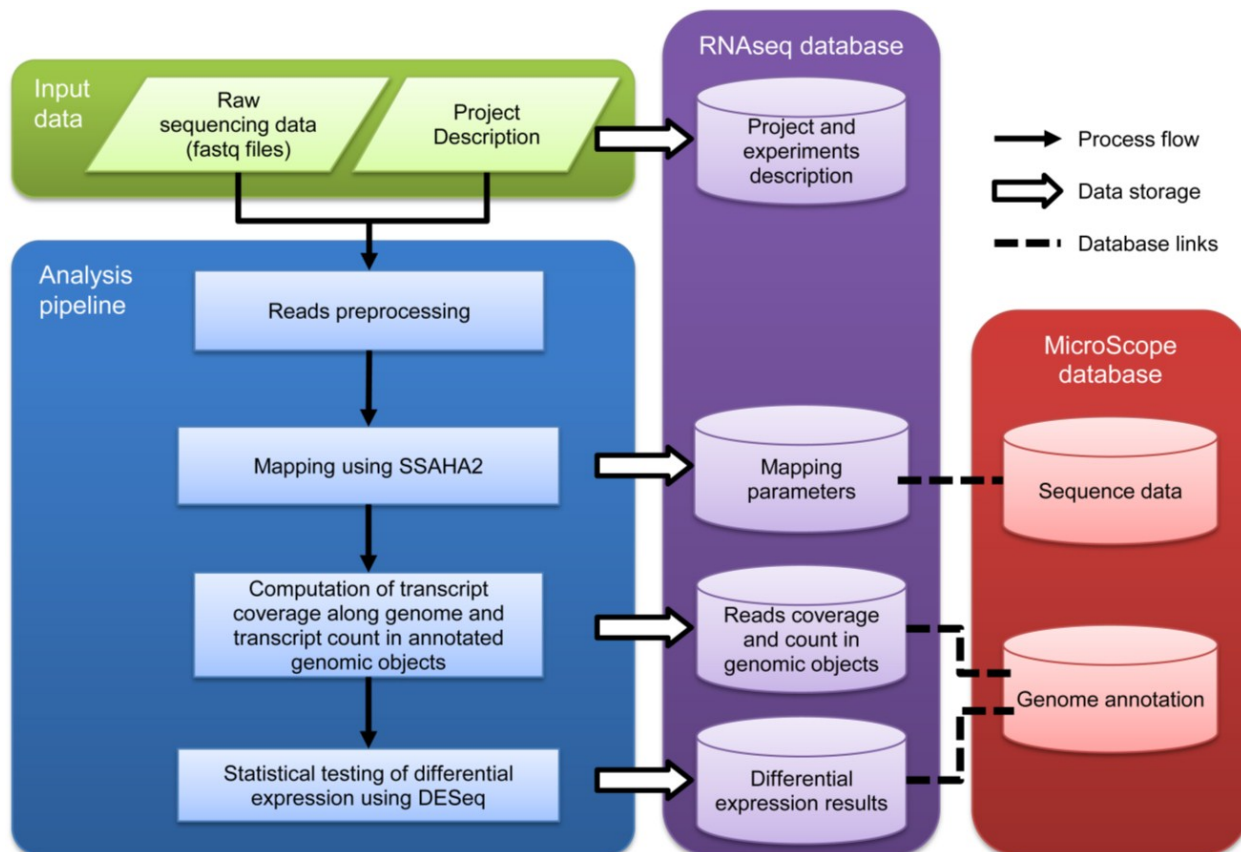 Input
data
Raw
sequencing data
(fastq files)
Project
Description
RNAseq database
Project and
experiments
description
Process flow
Data storage
Database links
Analysis
pipeline
Reads preprocessing
Mapping using SSAHA2
Mapping
parameters
MicroScope
database
Sequence data
Computation of transcript
coverage along genome and
transcript count in annotated
genomic objects
Reads coverage
and count in
genomic objects
Genome annotation
Statistical testing of differential
expression using DESeq
Differential
expression results